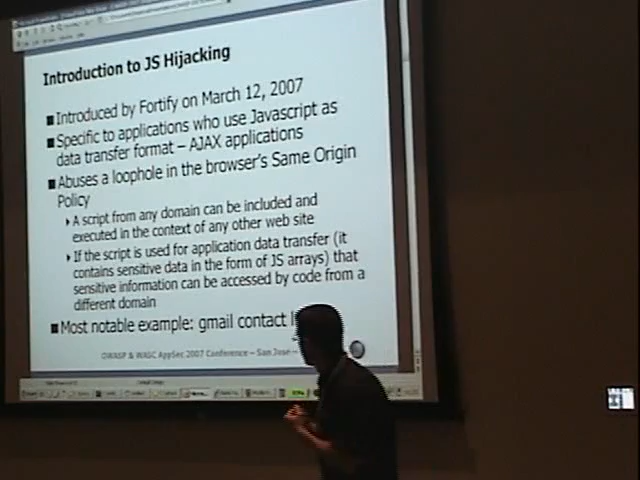 Introduction to JS Hijacking
Introduced by Fortify on March 12, 2007
Specific to applications who use Javascript as
data transfer format – AJAX applications
Abuses a loophole in the browser's Same Origin
Policy
A script from any domain can be included and
executed in the context of any other web site
If the script is used for application data transfer (it
contains sensitive data in the form of JS arrays) that
sensitive information can be accessed by code from a
different domain
Most notable example: gmail contact
OWASP & WASC AppSec 2007 Conference – San Jose –